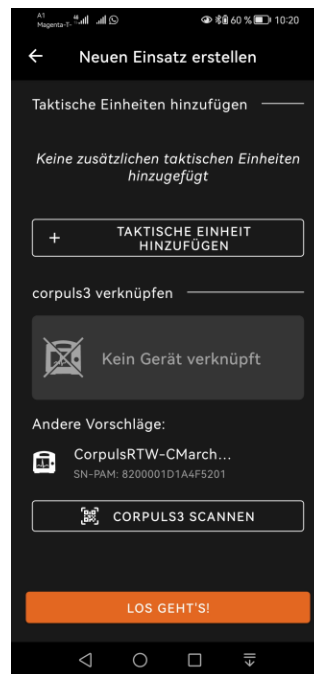 A1
Magenta-T-
60 %
10:20
Neuen Einsatz erstellen
Taktische Einheiten hinzufügen
Keine zusätzlichen taktischen Einheiten
hinzugefügt
+ TAKTISCHE EINHEIT
HINZUFÜGEN
corpuls3 verknüpfen
Kein Gerät verknüpft
Andere Vorschläge:
CorpulsRTW-CMarch...
SN-PAM: 8200001D1A4F5201
CORPULS3 SCANNEN
LOS GEHT'S!